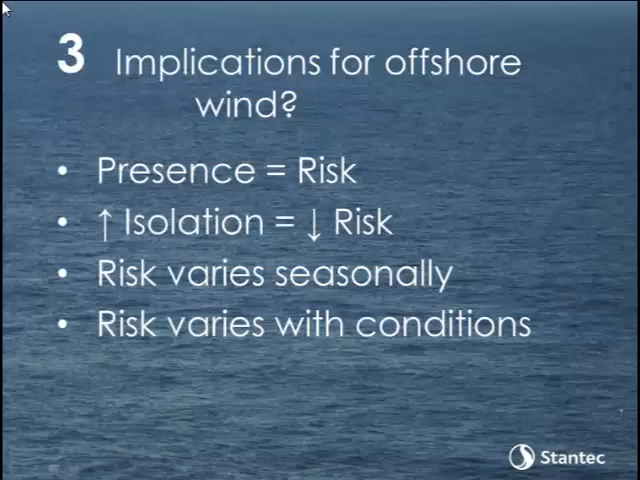 3 Implications for offshore
wind?
• Presence = Risk
• ↑ Isolation = ↓ Risk
• Risk varies seasonally
• Risk varies with conditions
Stantec